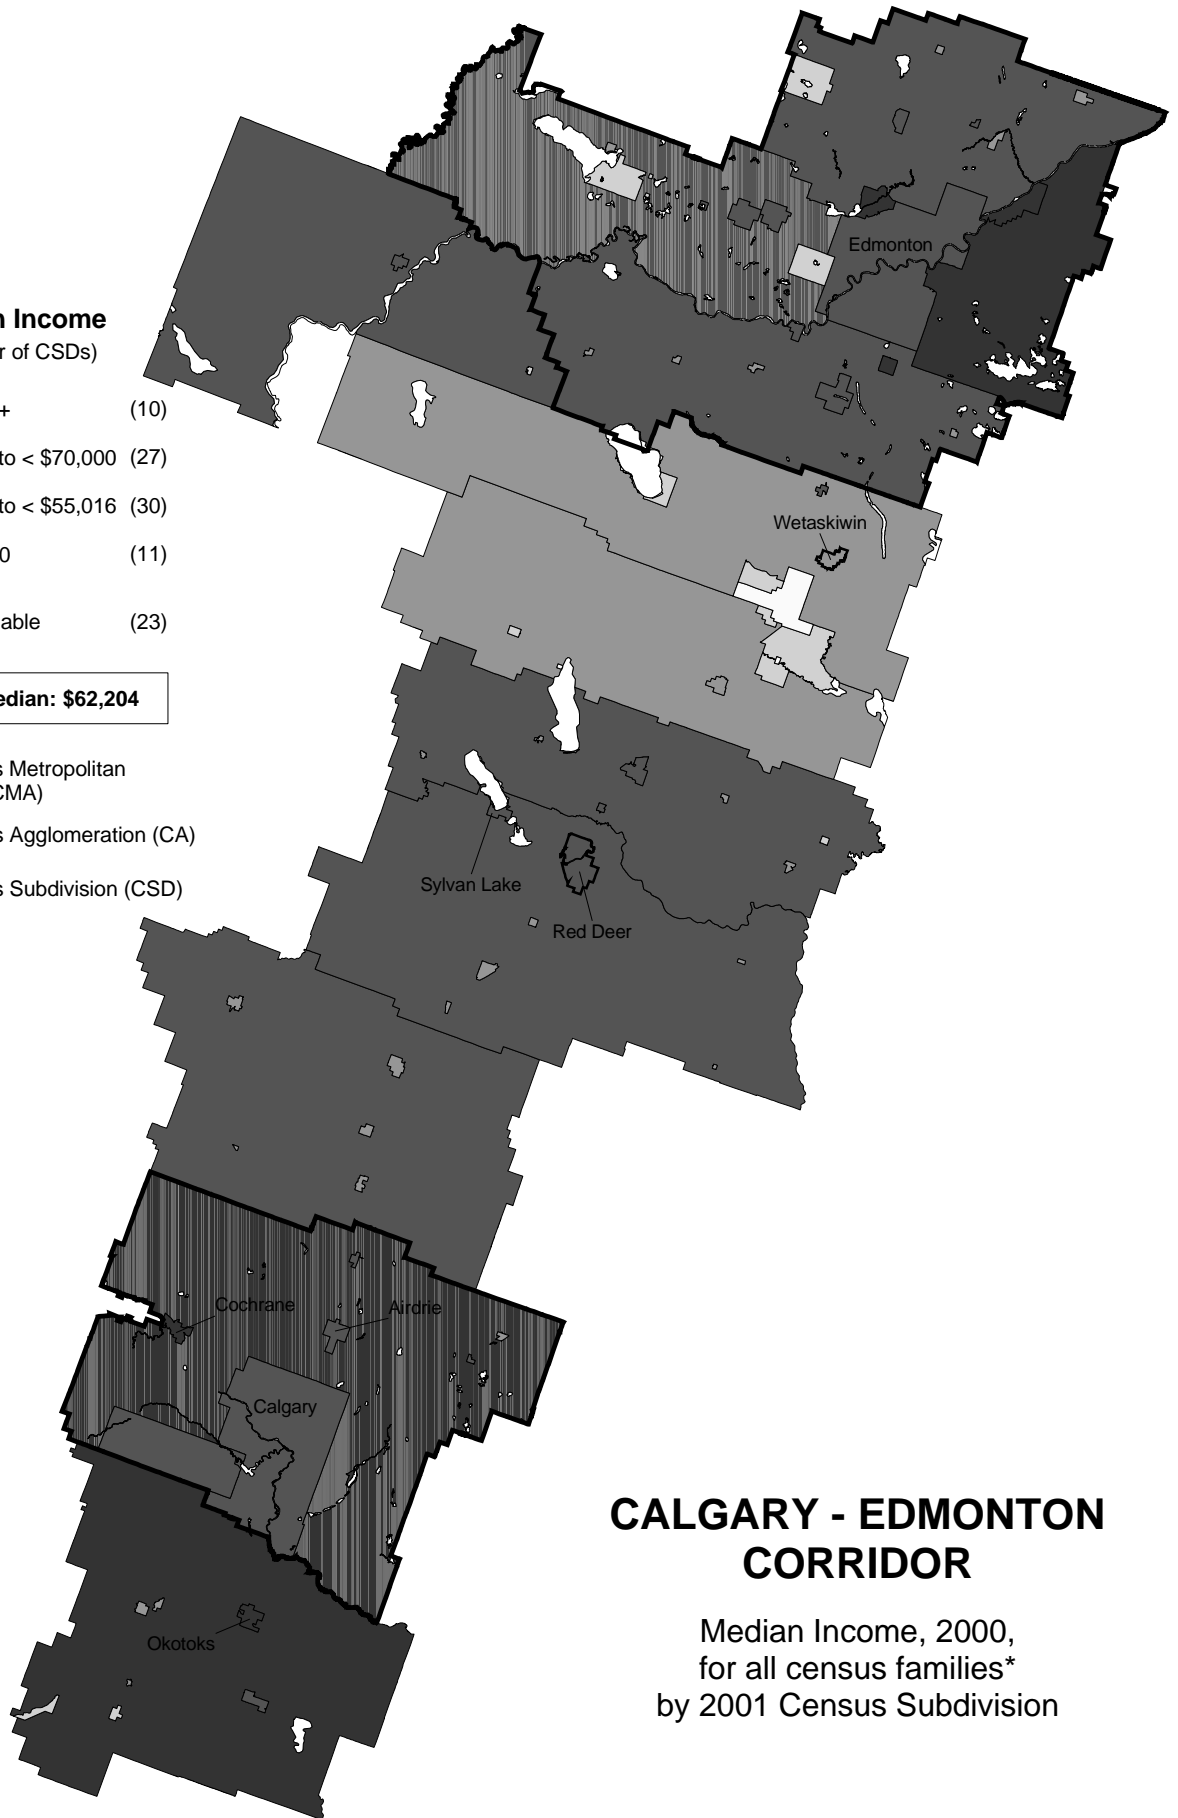 n Income
r of CSDs)
+ (10)
to < $70,000 (27)
to < $55,016 (30)
0 (11)
able (23)
edian: $62,204
s Metropolitan
CMA)
s Agglomeration (CA)
s Subdivision (CSD)
Edmonton
Wetaskiwin
Sylvan Lake
Red Deer
Cochrane
Airdrie
Calgary
Okotoks
CALGARY - EDMONTON
CORRIDOR
Median Income, 2000,
for all census families*
by 2001 Census Subdivision